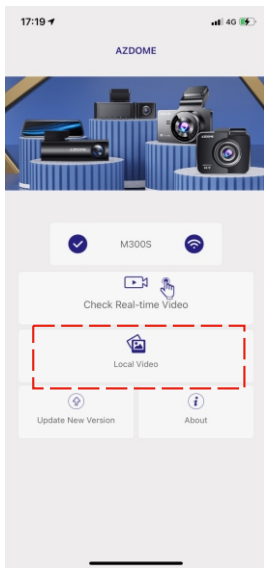 17:19
4G
AZDOME
M300S
Check Real-time Video
Local Video
Update New Version
About